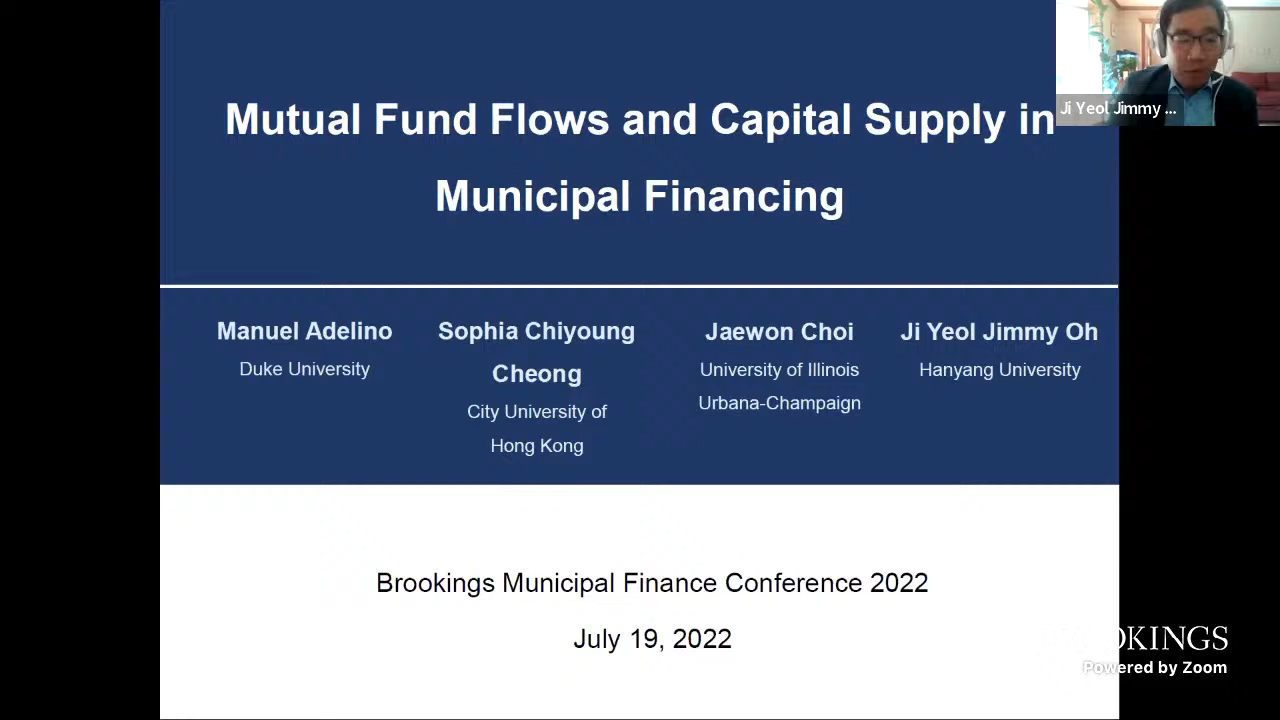 Mutual Fund Flows and Capital Supply in
Municipal Financing
Ji Yeol Jimmy ...
Manuel Adelino
Duke University
Sophia Chiyoung
Cheong
City University of
Hong Kong
Jaewon Choi
University of Illinois
Urbana-Champaign
Ji Yeol Jimmy Oh
Hanyang University
Brookings Municipal Finance Conference 2022
July 19, 2022
OKINGS
Powered by Zoom